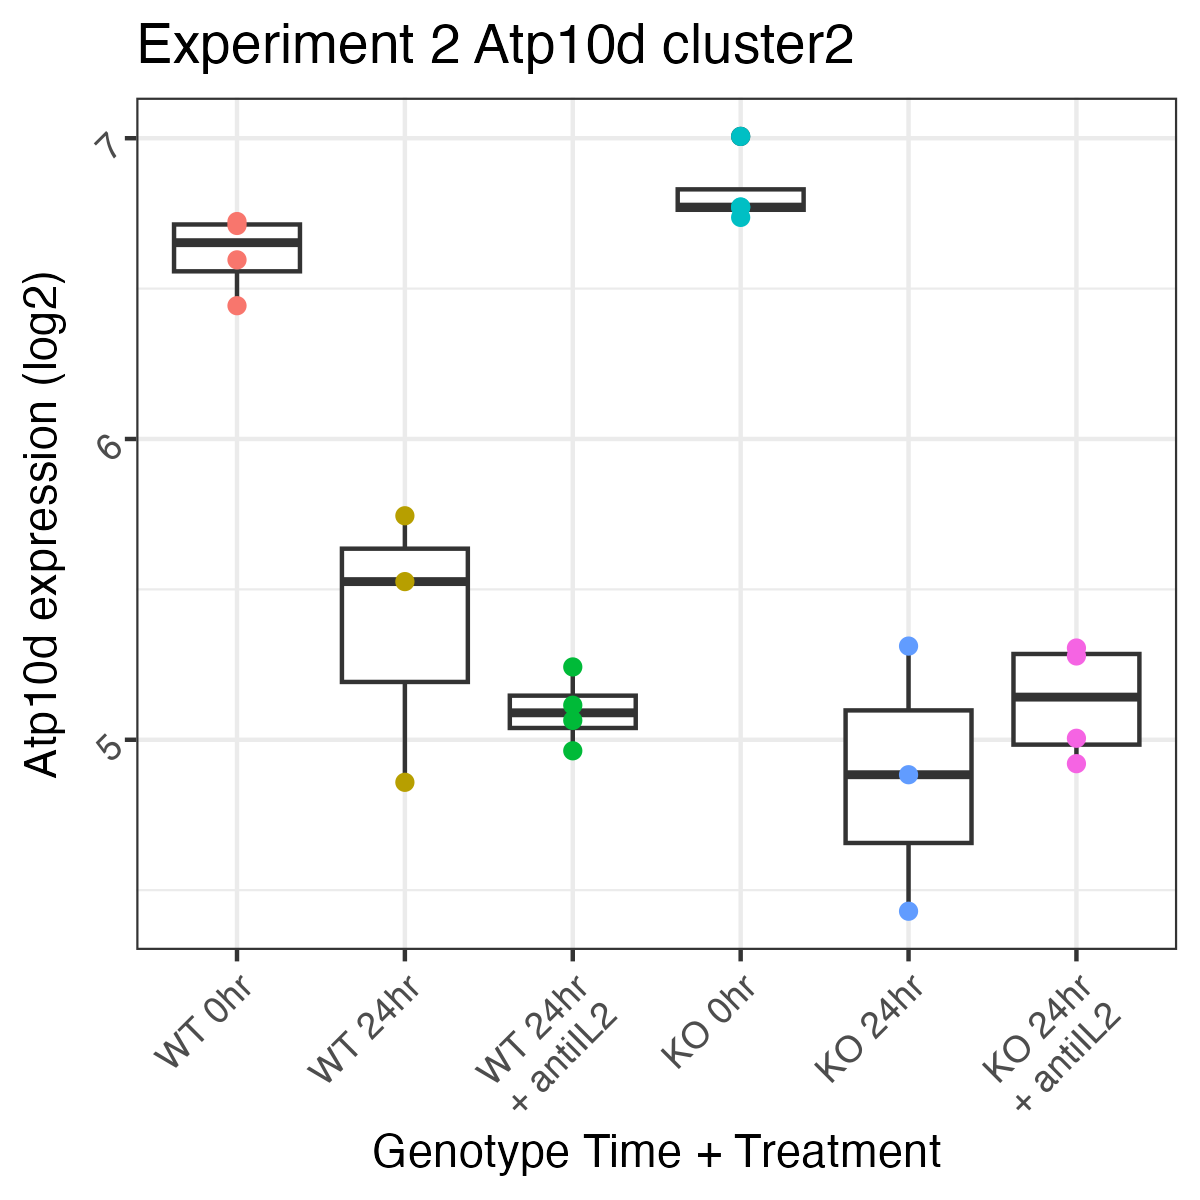 Experiment 2 Atp10d cluster2
Atp10d expression (log2)
7
6
5
WT 0hr
WT 24hr
WT 24hr
+ antiIL2
KO 0hr
KO 24hr
KO 24hr
+ antiIL2
Genotype Time + Treatment